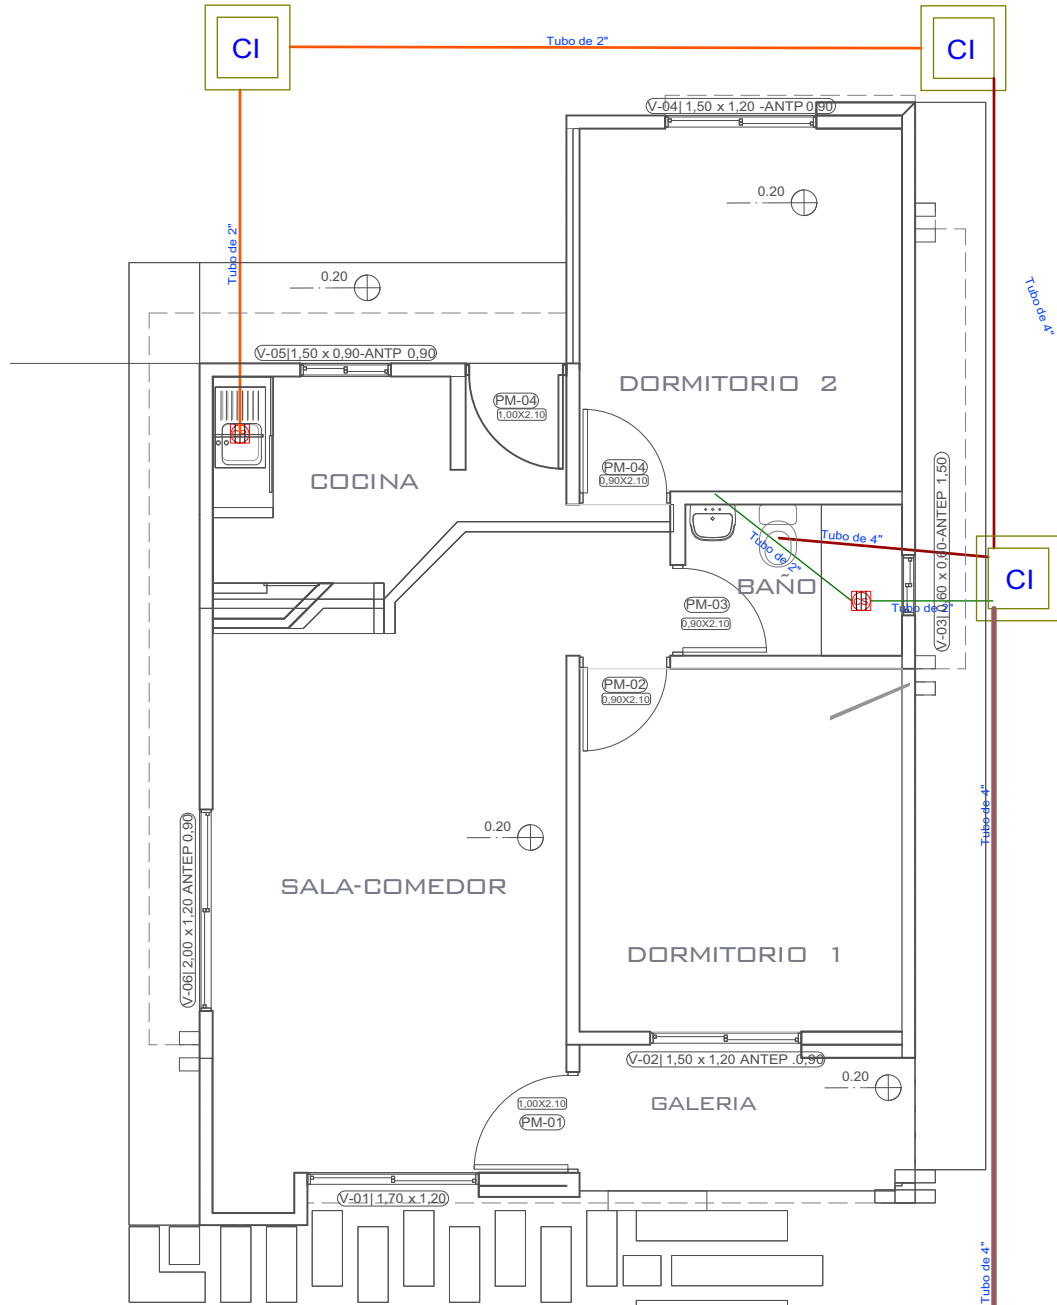 CI
Tubo de 2"
CI
V-04| 1,50 x 1,20 -ANTP 0,90
0.20
Tubo de 2"
0.20
Tubo de 4"
V-05|1,50 x 0,90-ANTP 0,90
DORMITORIO 2
PM-04
1,00X2.10
COCINA
PM-04
0,90X2.10
V-03| 0,60 x 0,60-ANTEP 1,50
Tubo de 4"
Tubo de 2"
BAÑO
CI
CS
Tubo de 2"
PM-03
0,90X2.10
PM-02
0,90X2.10
Tubo de 4"
0.20
V-06| 2,00 x 1,20 ANTEP 0,90
SALA-COMEDOR
DORMITORIO 1
V-02| 1,50 x 1,20 ANTEP .0,90
0.20
1,00X2.10
PM-01
GALERIA
V-01| 1,70 x 1,20
Tubo de 4"